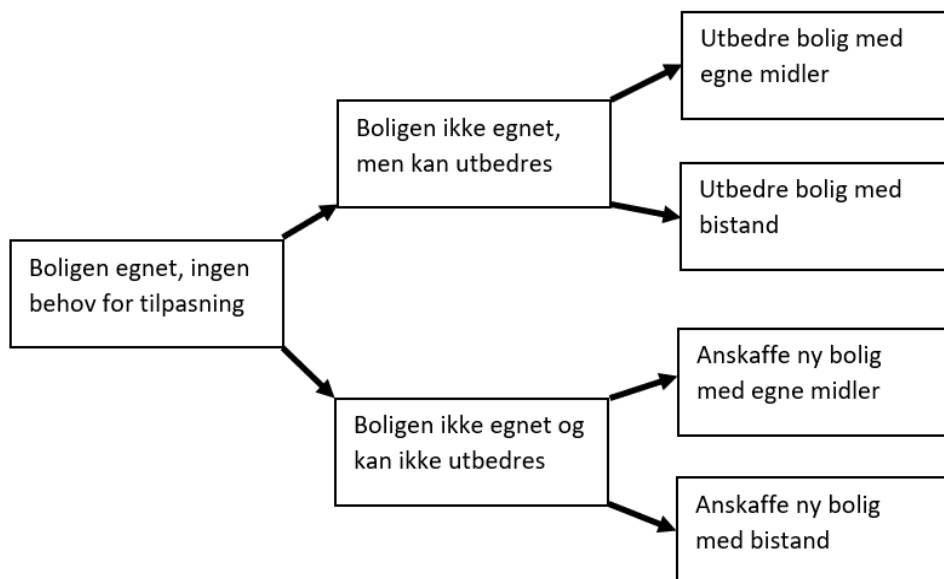 Boligen egnet, ingen
behov for tilpasning
Boligen ikke egnet,
men kan utbedres
Utbedre bolig med
egne midler
Utbedre bolig med
bistand
Boligen ikke egnet og
kan ikke utbedres
Anskaffe ny bolig
med egne midler
Anskaffe ny bolig
med bistand